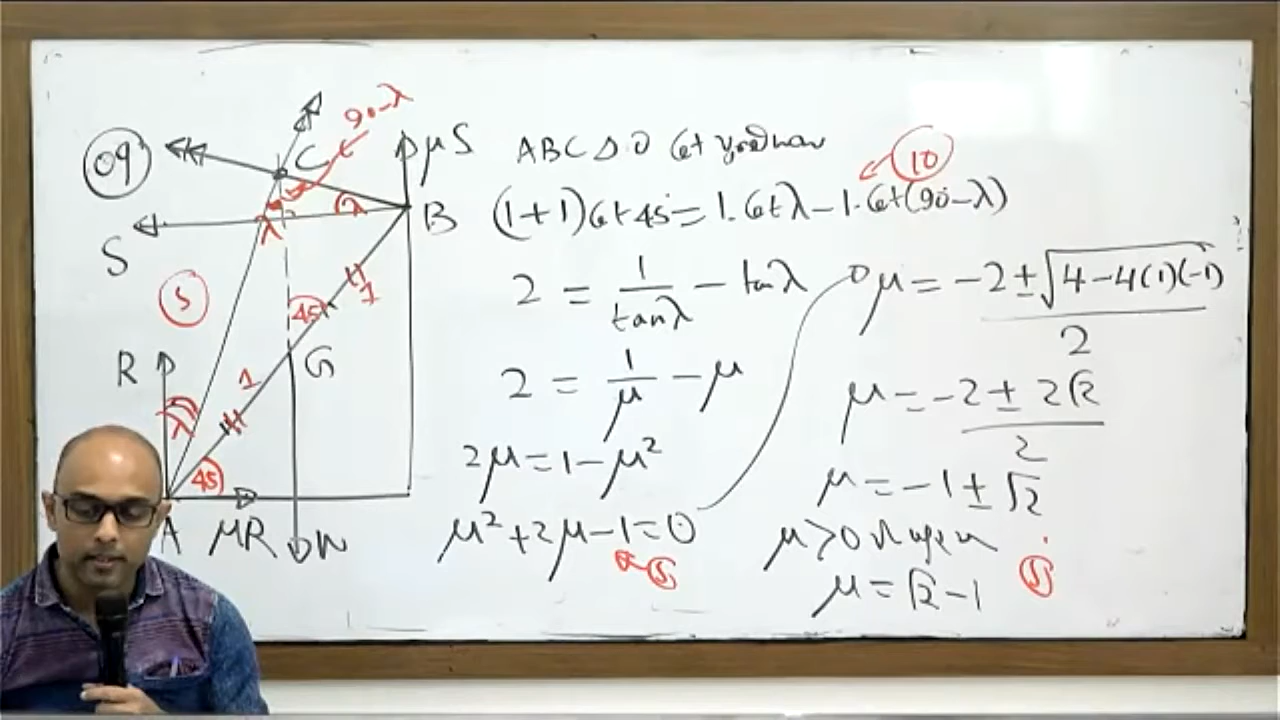 09
90-λ
C
μS
λ
B
S
λ
5
45
1
R
G
1
λ
45
A
μR
W
ABC Δ
10
(1+1)cot45 = 1.cotλ - 1.cot(90-λ)
2 = 1/tanλ - tanλ
2 = 1/μ - μ
2μ = 1-μ²
μ²+2μ-1=0
5
μ = -2±√4-4(1)(-1) / 2
μ = -2 ± 2√2 / 2
μ = -1±√2
μ>0
5
μ = √2-1